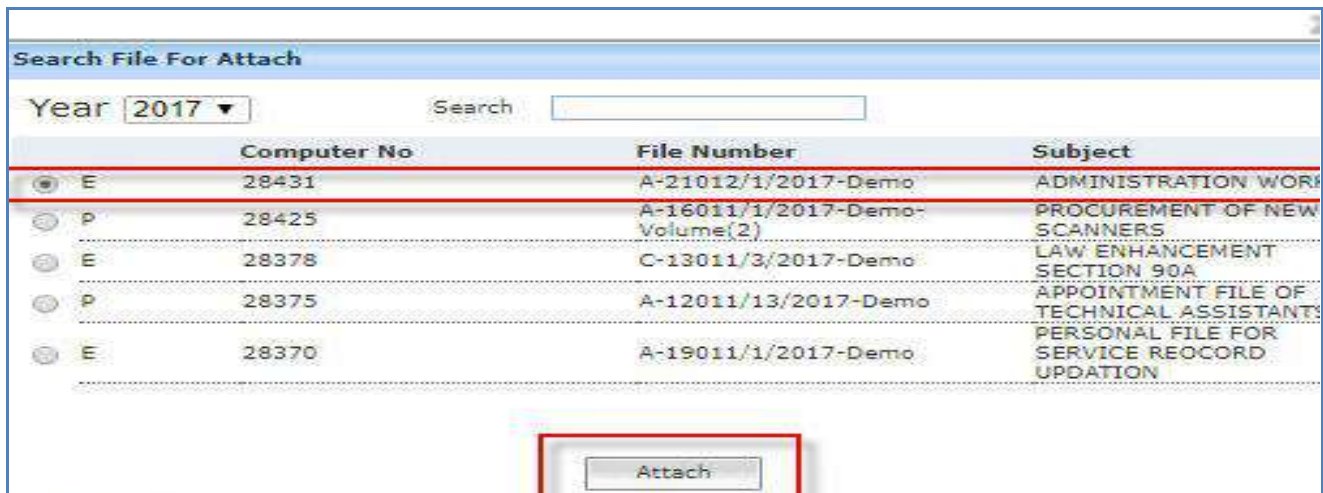 Search File For Attach
Year 2017 Search
Computer No File Number Subject
E 28431 A-21012/1/2017-Demo ADMINISTRATION WORK
P 28425 A-16011/1/2017-Demo-Volume(2) PROCUREMENT OF NEW SCANNERS
E 28378 C-13011/3/2017-Demo LAW ENHANCEMENT SECTION 90A
P 28375 A-12011/13/2017-Demo APPOINTMENT FILE OF TECHNICAL ASSISTANTS
E 28370 A-19011/1/2017-Demo PERSONAL FILE FOR SERVICE REOCORD UPDATION
Attach